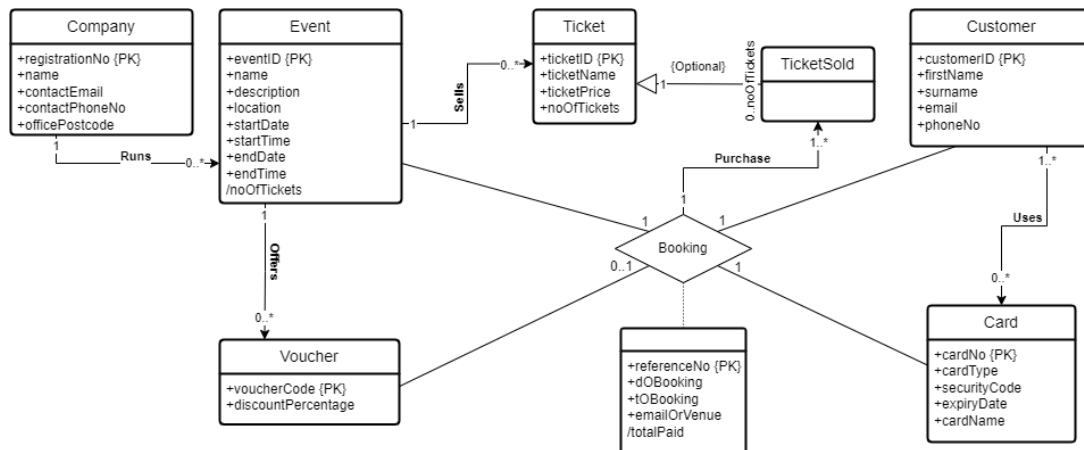 Company
+registrationNo {PK}
+name
+contactEmail
+contactPhoneNo
+officePostcode
1
Runs
0..*
Event
+eventID {PK}
+name
+description
+location
+startDate
+startTime
+endDate
+endTime
/noOfTickets
1
Sells
0..*
Ticket
+ticketID {PK}
+ticketName
+ticketPrice
+noOfTickets
{Optional}
1
0..noOfTickets
TicketSold
1..*
Purchase
1
Customer
+customerID {PK}
+firstName
+surname
+email
+phoneNo
1..*
Uses
0..*
1
Offers
0..*
1
1
Booking
0..1
1
Voucher
+voucherCode {PK}
+discountPercentage
+referenceNo {PK}
+dOBooking
+tOBooking
+emailOrVenue
/totalPaid
Card
+cardNo {PK}
+cardType
+securityCode
+expiryDate
+cardName